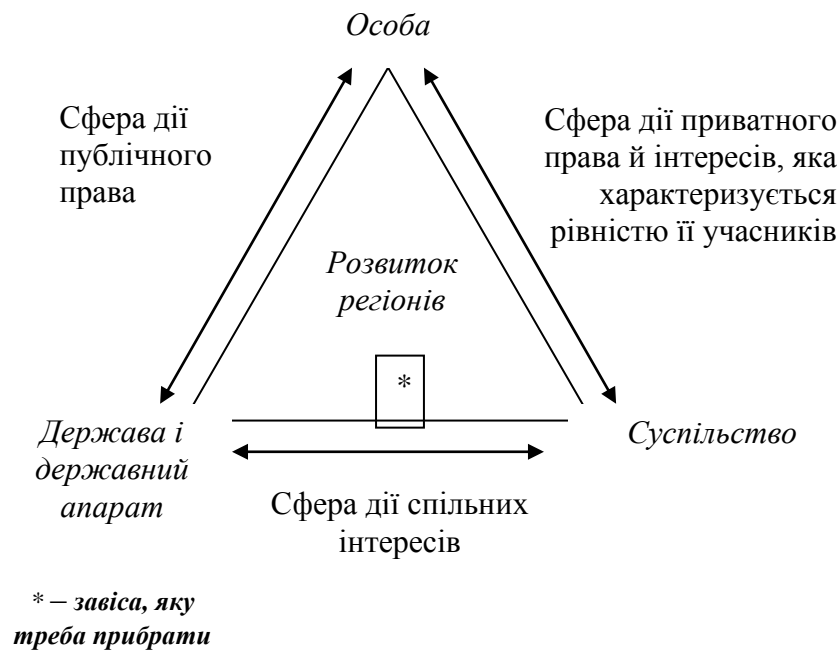 Особа
Сфера дії
публічного
права
Сфера дії приватного
права й інтересів, яка
характеризується
рівністю її учасників
Розвиток
регіонів
*
Держава і
державний
апарат
Суспільство
Сфера дії спільних
інтересів
* – завіса, яку
треба прибрати